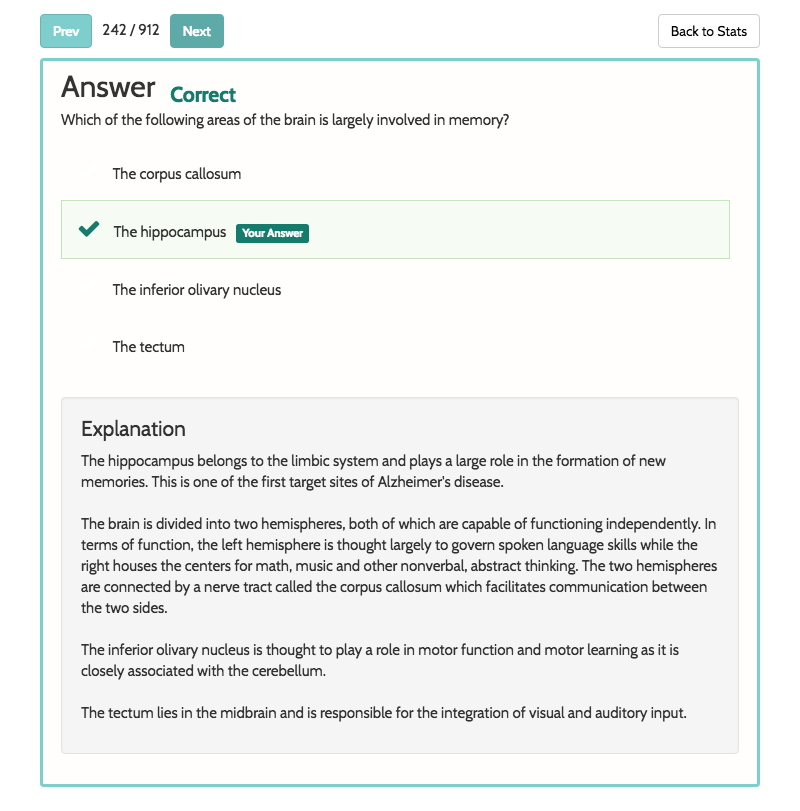 Prev 242 / 912 Next Back to Stats
Answer Correct
Which of the following areas of the brain is largely involved in memory?
The corpus callosum
The hippocampus Your Answer
The inferior olivary nucleus
The tectum
Explanation
The hippocampus belongs to the limbic system and plays a large role in the formation of new
memories. This is one of the first target sites of Alzheimer's disease.
The brain is divided into two hemispheres, both of which are capable of functioning independently. In
terms of function, the left hemisphere is thought largely to govern spoken language skills while the
right houses the centers for math, music and other nonverbal, abstract thinking. The two hemispheres
are connected by a nerve tract called the corpus callosum which facilitates communication between
the two sides.
The inferior olivary nucleus is thought to play a role in motor function and motor learning as it is
closely associated with the cerebellum.
The tectum lies in the midbrain and is responsible for the integration of visual and auditory input.